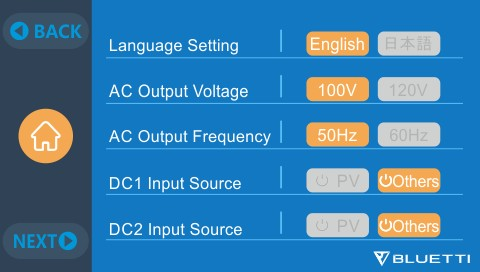 BACK
Language Setting English 日本語
AC Output Voltage 100V 120V
AC Output Frequency 50Hz 60Hz
DC1 Input Source PV Others
DC2 Input Source PV Others
NEXT
BLUETTI